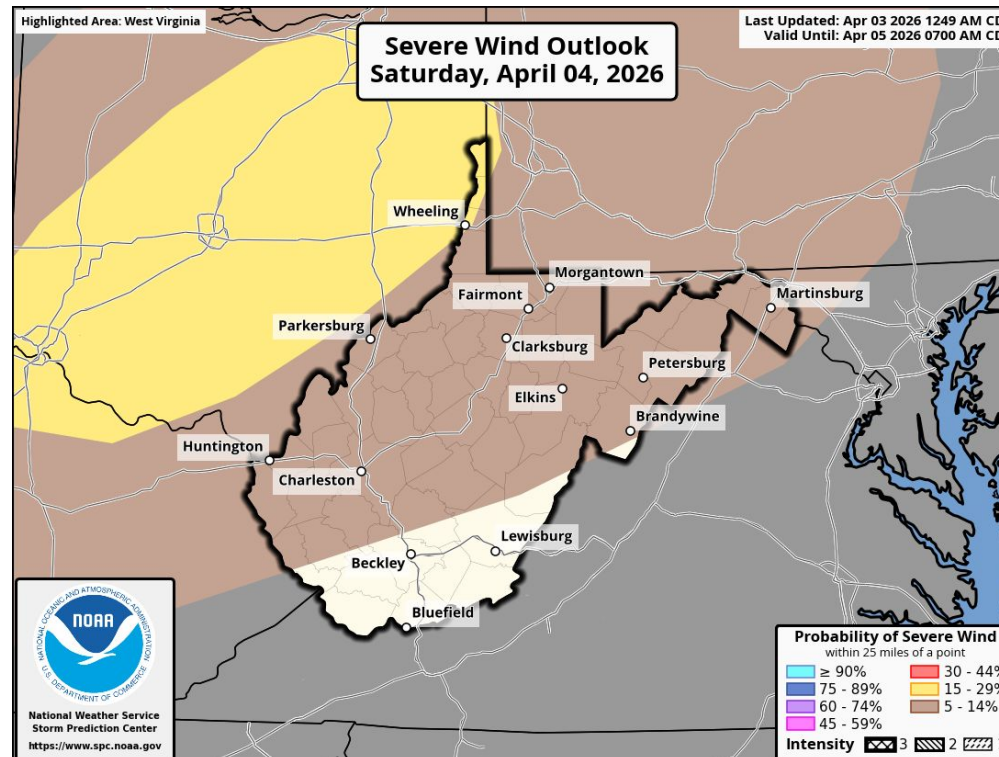 Highlighted Area: West Virginia
Severe Wind Outlook
Saturday, April 04, 2026
Last Updated: Apr 03 2026 1249 AM CD
Valid Until: Apr 05 2026 0700 AM CD
Wheeling
Morgantown
Fairmont
Martinsburg
Parkersburg
Clarksburg
Petersburg
Elkins
Brandywine
Huntington
Charleston
Lewisburg
Beckley
Bluefield
NATIONAL OCEANIC AND ATMOSPHERIC ADMINISTRATION
NOAA
U.S. DEPARTMENT OF COMMERCE
National Weather Service
Storm Prediction Center
https://www.spc.noaa.gov
Probability of Severe Wind
within 25 miles of a point
≥ 90% 30 - 44%
75 - 89% 15 - 29%
60 - 74% 5 - 14%
45 - 59%
Intensity 3 2